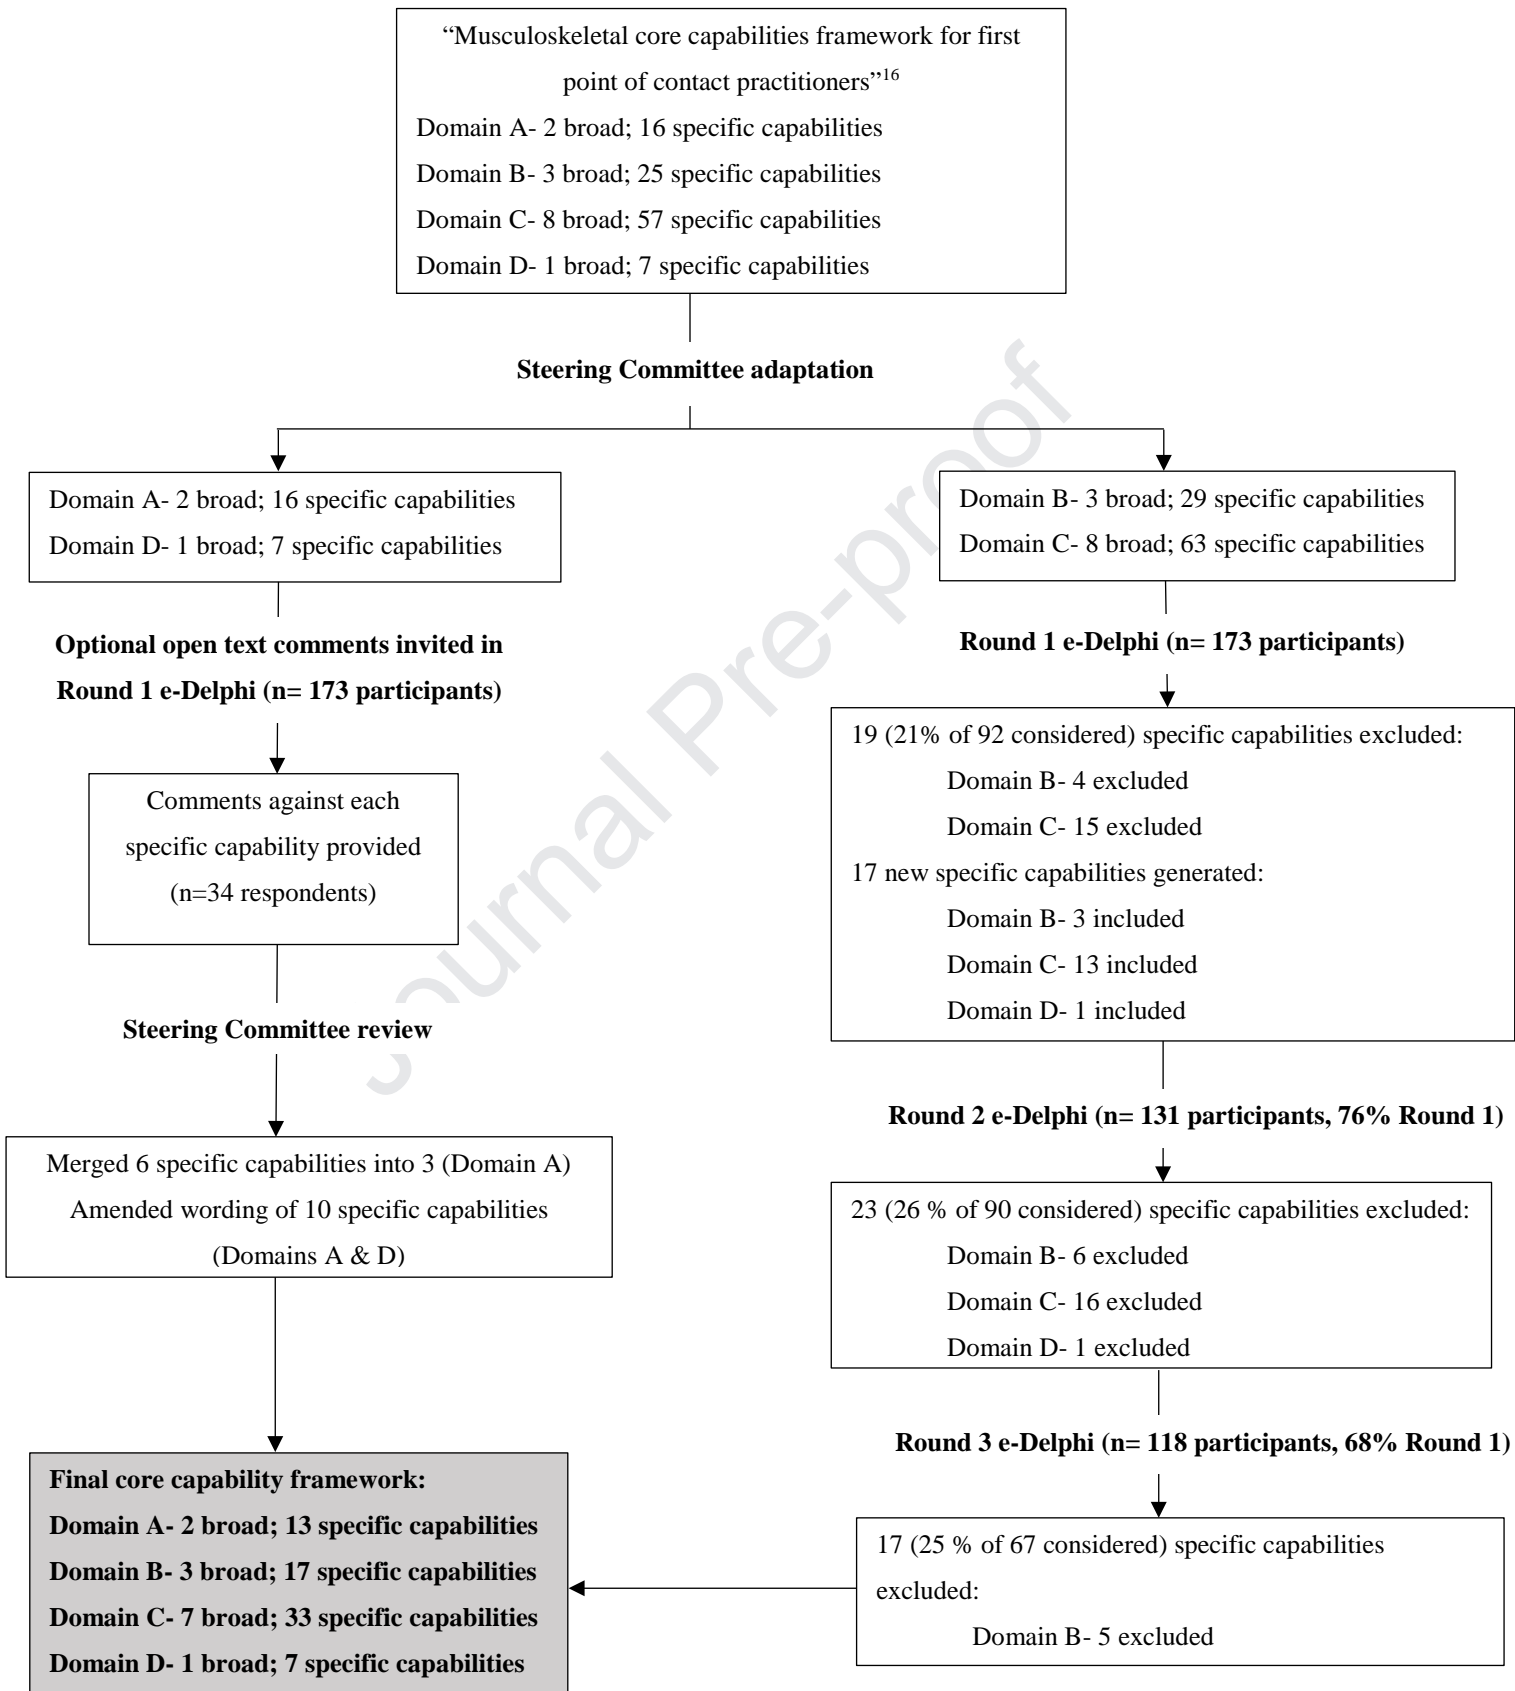 “Musculoskeletal core capabilities framework for first
point of contact practitioners”16
Domain A- 2 broad; 16 specific capabilities
Domain B- 3 broad; 25 specific capabilities
Domain C- 8 broad; 57 specific capabilities
Domain D- 1 broad; 7 specific capabilities
Steering Committee adaptation
Domain A- 2 broad; 16 specific capabilities
Domain D- 1 broad; 7 specific capabilities
Optional open text comments invited in
Round 1 e-Delphi (n= 173 participants)
Comments against each
specific capability provided
(n=34 respondents)
Steering Committee review
Merged 6 specific capabilities into 3 (Domain A)
Amended wording of 10 specific capabilities
(Domains A & D)
Domain B- 3 broad; 29 specific capabilities
Domain C- 8 broad; 63 specific capabilities
Round 1 e-Delphi (n= 173 participants)
19 (21% of 92 considered) specific capabilities excluded:
Domain B- 4 excluded
Domain C- 15 excluded
17 new specific capabilities generated:
Domain B- 3 included
Domain C- 13 included
Domain D- 1 included
Round 2 e-Delphi (n= 131 participants, 76% Round 1)
23 (26 % of 90 considered) specific capabilities excluded:
Domain B- 6 excluded
Domain C- 16 excluded
Domain D- 1 excluded
Round 3 e-Delphi (n= 118 participants, 68% Round 1)
17 (25 % of 67 considered) specific capabilities
excluded:
Domain B- 5 excluded
Final core capability framework:
Domain A- 2 broad; 13 specific capabilities
Domain B- 3 broad; 17 specific capabilities
Domain C- 7 broad; 33 specific capabilities
Domain D- 1 broad; 7 specific capabilities
Journal Pre-proof